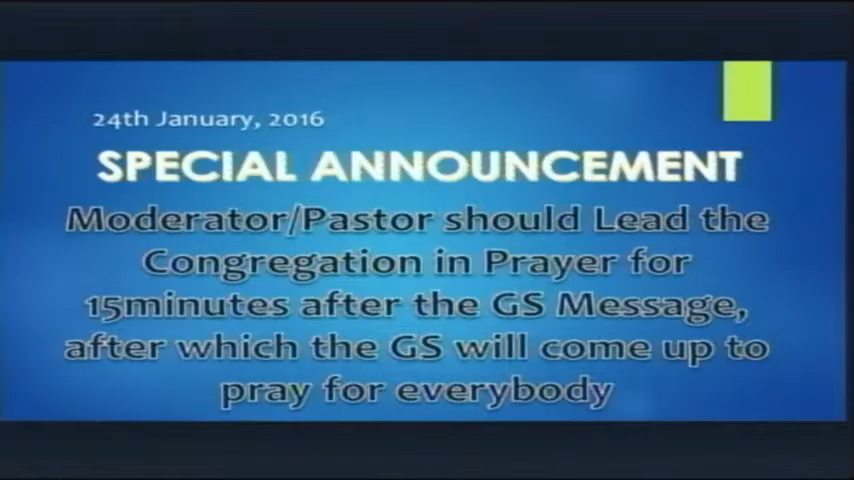 24th January, 2016
SPECIAL ANNOUNCEMENT
Moderator/Pastor should Lead the
Congregation in Prayer for
15minutes after the GS Message,
after which the GS will come up to
pray for everybody